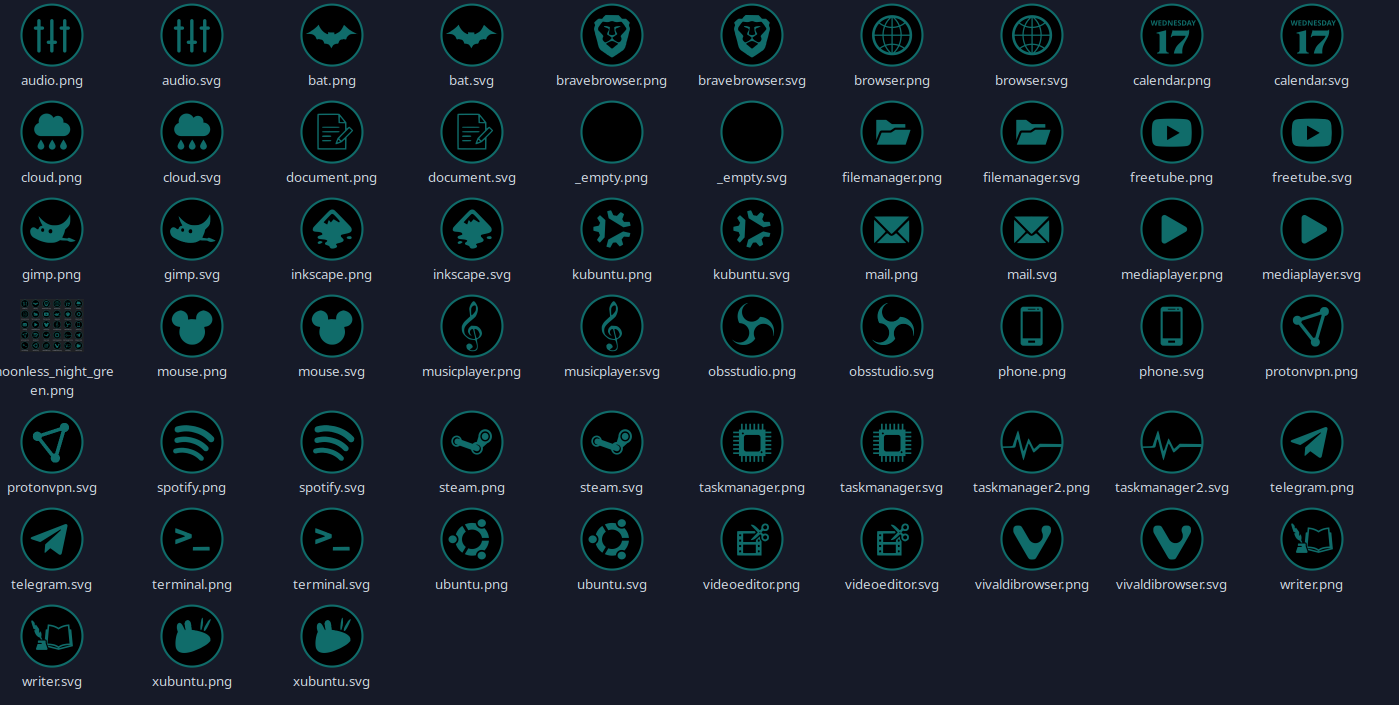 WEDNESDAY WEDNESDAY
17 17
audio.png audio.svg bat.png bat.svg bravebrowser.png bravebrowser.svg browser.png browser.svg calendar.png calendar.svg
cloud.png cloud.svg document.png document.svg _empty.png _empty.svg filemanager.png filemanager.svg freetube.png freetube.svg
gimp.png gimp.svg inkscape.png inkscape.svg kubuntu.png kubuntu.svg mail.png mail.svg mediaplayer.png mediaplayer.svg
oonless_night_gre mouse.png mouse.svg musicplayer.png musicplayer.svg obsstudio.png obsstudio.svg phone.png phone.svg protonvpn.png
en.png
protonvpn.svg spotify.png spotify.svg steam.png steam.svg taskmanager.png taskmanager.svg taskmanager2.png taskmanager2.svg telegram.png
>_ >_
telegram.svg terminal.png terminal.svg ubuntu.png ubuntu.svg videoeditor.png videoeditor.svg vivaldibrowser.png vivaldibrowser.svg writer.png
writer.svg xubuntu.png xubuntu.svg